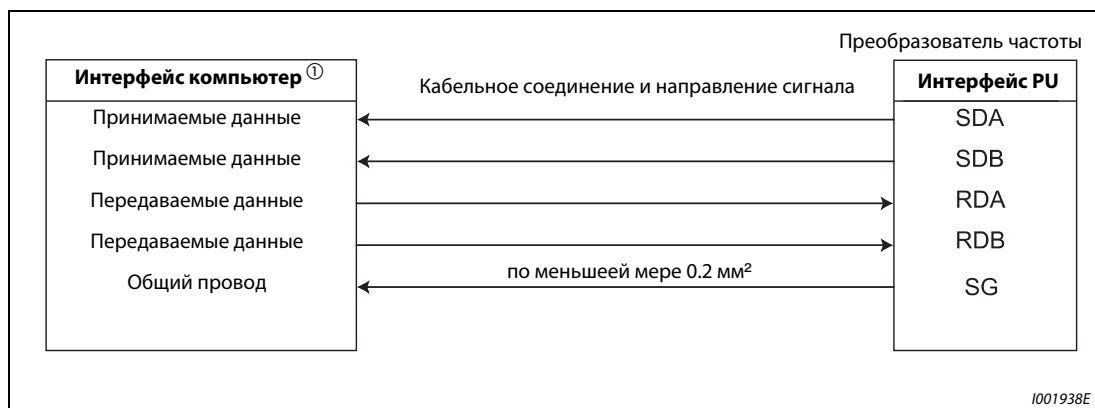 Преобразователь частоты
Интерфейс компьютер ①
Кабельное соединение и направление сигнала
Интерфейс PU
Принимаемые данные
SDA
Принимаемые данные
SDB
Передаваемые данные
RDA
Передаваемые данные
RDB
Общий провод
по меньшеей мере 0.2 мм²
SG
I001938E